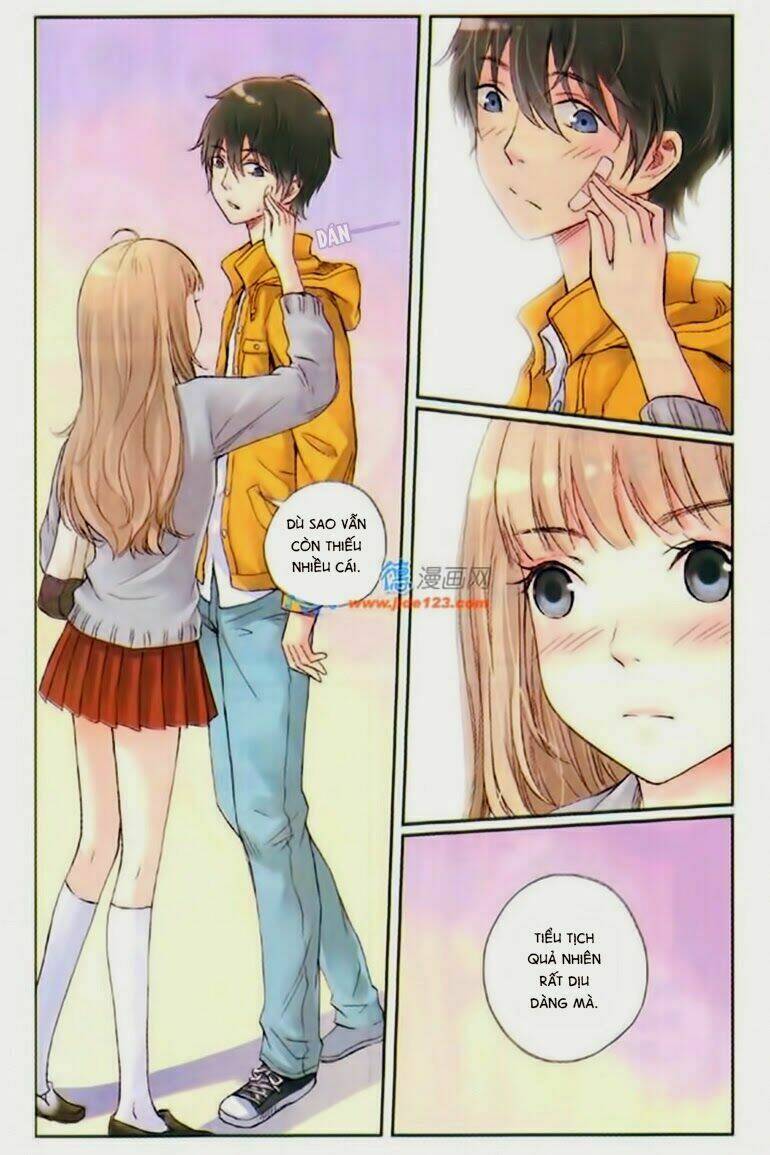 DÁN
DÙ SAO VẪN
CÒN THIẾU
NHIỀU CÁI.
德漫画网
www.jide123.com
TIỂU TỊCH
QUẢ NHIÊN
RẤT DỊU
DÀNG MÀ.